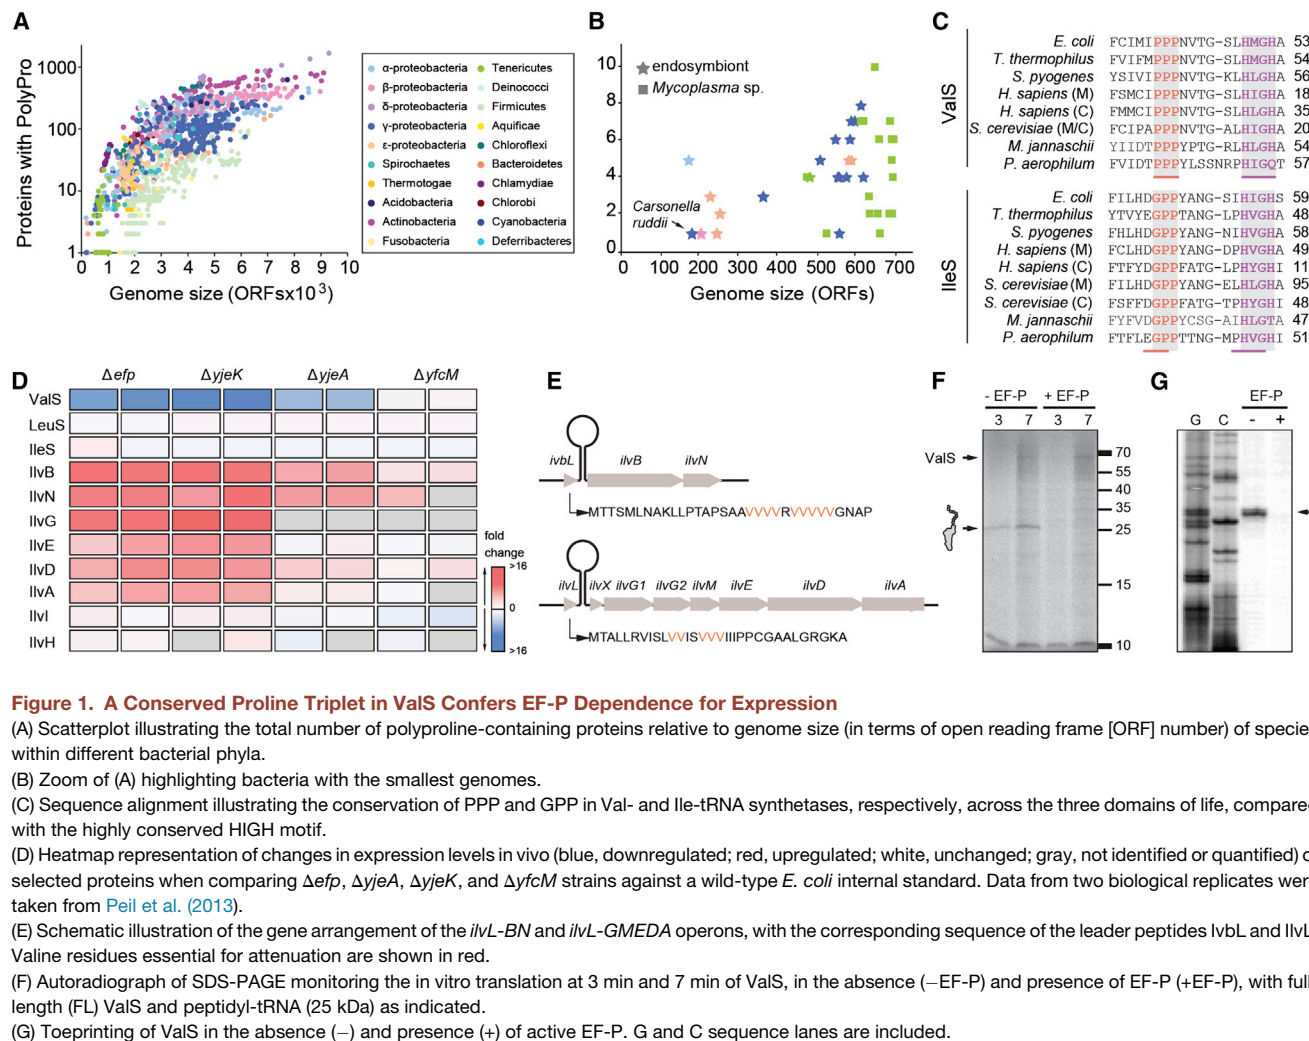 A
Proteins with PolyPro
1000
100
10
1
0
1
2
3
4
5
6
7
8
9
10
Genome size (ORFsx10³)
α-proteobacteria
β-proteobacteria
δ-proteobacteria
γ-proteobacteria
ε-proteobacteria
Spirochaetes
Thermotogae
Acidobacteria
Actinobacteria
Fusobacteria
Tenericutes
Deinococci
Firmicutes
Aquificae
Chloroflexi
Bacteroidetes
Chlamydiae
Chlorobi
Cyanobacteria
Deferribacteres
B
10
8
6
4
2
0
endosymbiont
Mycoplasma sp.
Carsonella
ruddii
0
100
200
300
400
500
600
700
Genome size (ORFs)
C
ValS
E. coli FCIMIPPPNVTG-SLHMGHA 53
T. thermophilus FVIFMPPPNVTG-SLHMGHA 54
S. pyogenes YSIVIPPPNVTG-KLHLGHA 56
H. sapiens (M) FSMCIPPPNVTG-SLHIGHA 18
H. sapiens (C) FMMCIPPPNVTG-SLHLGHA 35
S. cerevisiae (M/C) FCIPAPPPNVTG-ALHIGHA 20
M. jannaschii YIIDTPPPYPTG-RLHLGHA 54
P. aerophilum FVIDTPPPYLSSNRPHIGQT 57
IleS
E. coli FILHDGPPYANG-SIHIGHS 59
T. thermophilus YTVYEGPPTANG-LPHVGHA 48
S. pyogenes FHLHDGPPYANG-NIHVGHA 58
H. sapiens (M) FCLHDGPPYANG-DPHVGHA 49
H. sapiens (C) FTFYDGPPFATG-LPHYGHI 11
S. cerevisiae (M) FILHDGPPYANG-ELHLGHA 95
S. cerevisiae (C) FSFFDGPPFATG-TPHYGHI 48
M. jannaschii FYFVDGPPYCSG-AIHLGTA 47
P. aerophilum FTFLEGPPTTNG-MPHVGHI 51
D
Δefp ΔyjeK ΔyjeA ΔyfcM
ValS
LeuS
IleS
IlvB
IlvN
IlvG
IlvE
IlvD
IlvA
IlvI
IlvH
fold
change
>16
0
>16
E
ivbL ilvB ilvN
MTTSMLNAKLLPTAPSAAVVVVRVVVVVGNAP
ilvL ilvX ilvG1 ilvG2 ilvM ilvE ilvD ilvA
MTALLRVISLVVISVVVIIIPPCGAALGRGKA
F
- EF-P + EF-P
3 7 3 7
ValS
70
55
40
35
25
15
10
G
EF-P
G C - +
Figure 1. A Conserved Proline Triplet in ValS Confers EF-P Dependence for Expression
(A) Scatterplot illustrating the total number of polyproline-containing proteins relative to genome size (in terms of open reading frame [ORF] number) of specie
within different bacterial phyla.
(B) Zoom of (A) highlighting bacteria with the smallest genomes.
(C) Sequence alignment illustrating the conservation of PPP and GPP in Val- and Ile-tRNA synthetases, respectively, across the three domains of life, compared
with the highly conserved HIGH motif.
(D) Heatmap representation of changes in expression levels in vivo (blue, downregulated; red, upregulated; white, unchanged; gray, not identified or quantified) o
selected proteins when comparing Δefp, ΔyjeA, ΔyjeK, and ΔyfcM strains against a wild-type E. coli internal standard. Data from two biological replicates were
taken from Peil et al. (2013).
(E) Schematic illustration of the gene arrangement of the ilvL-BN and ilvL-GMEDA operons, with the corresponding sequence of the leader peptides IvbL and IlvL
Valine residues essential for attenuation are shown in red.
(F) Autoradiograph of SDS-PAGE monitoring the in vitro translation at 3 min and 7 min of ValS, in the absence (−EF-P) and presence of EF-P (+EF-P), with full
length (FL) ValS and peptidyl-tRNA (25 kDa) as indicated.
(G) Toeprinting of ValS in the absence (−) and presence (+) of active EF-P. G and C sequence lanes are included.